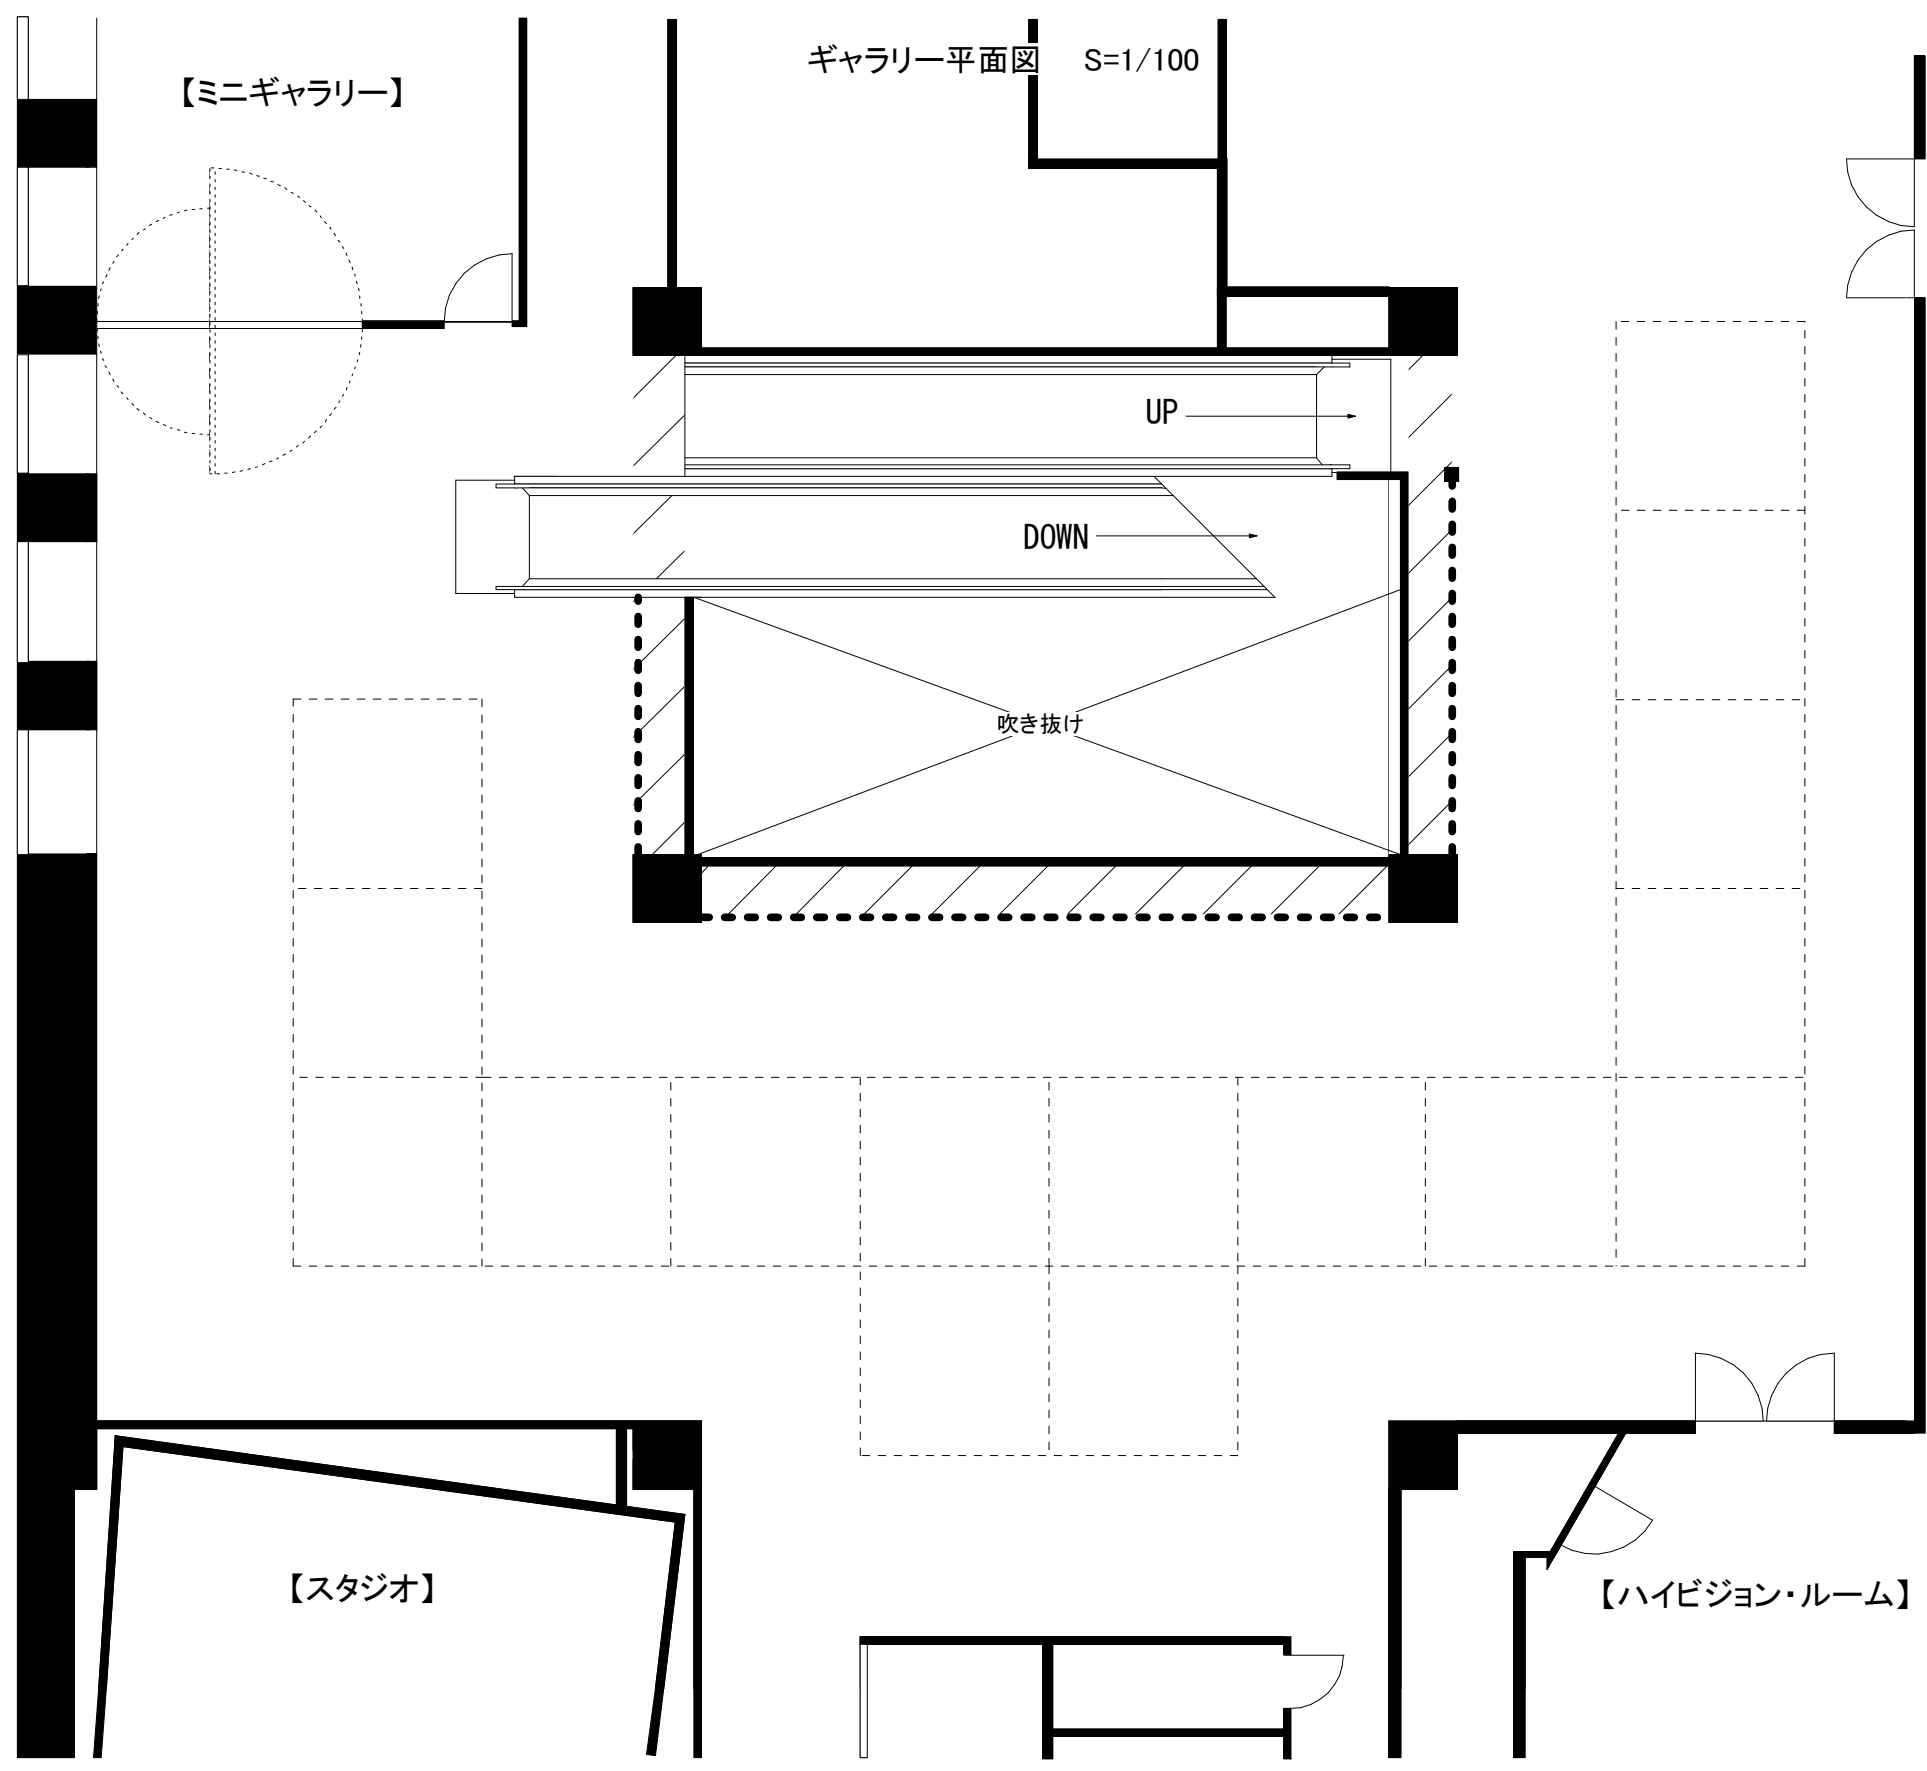 ギャラリー平面図 S=1/100
【ミニギャラリー】
UP
DOWN
吹き抜け
【スタジオ】
【ハイビジョン・ルーム】